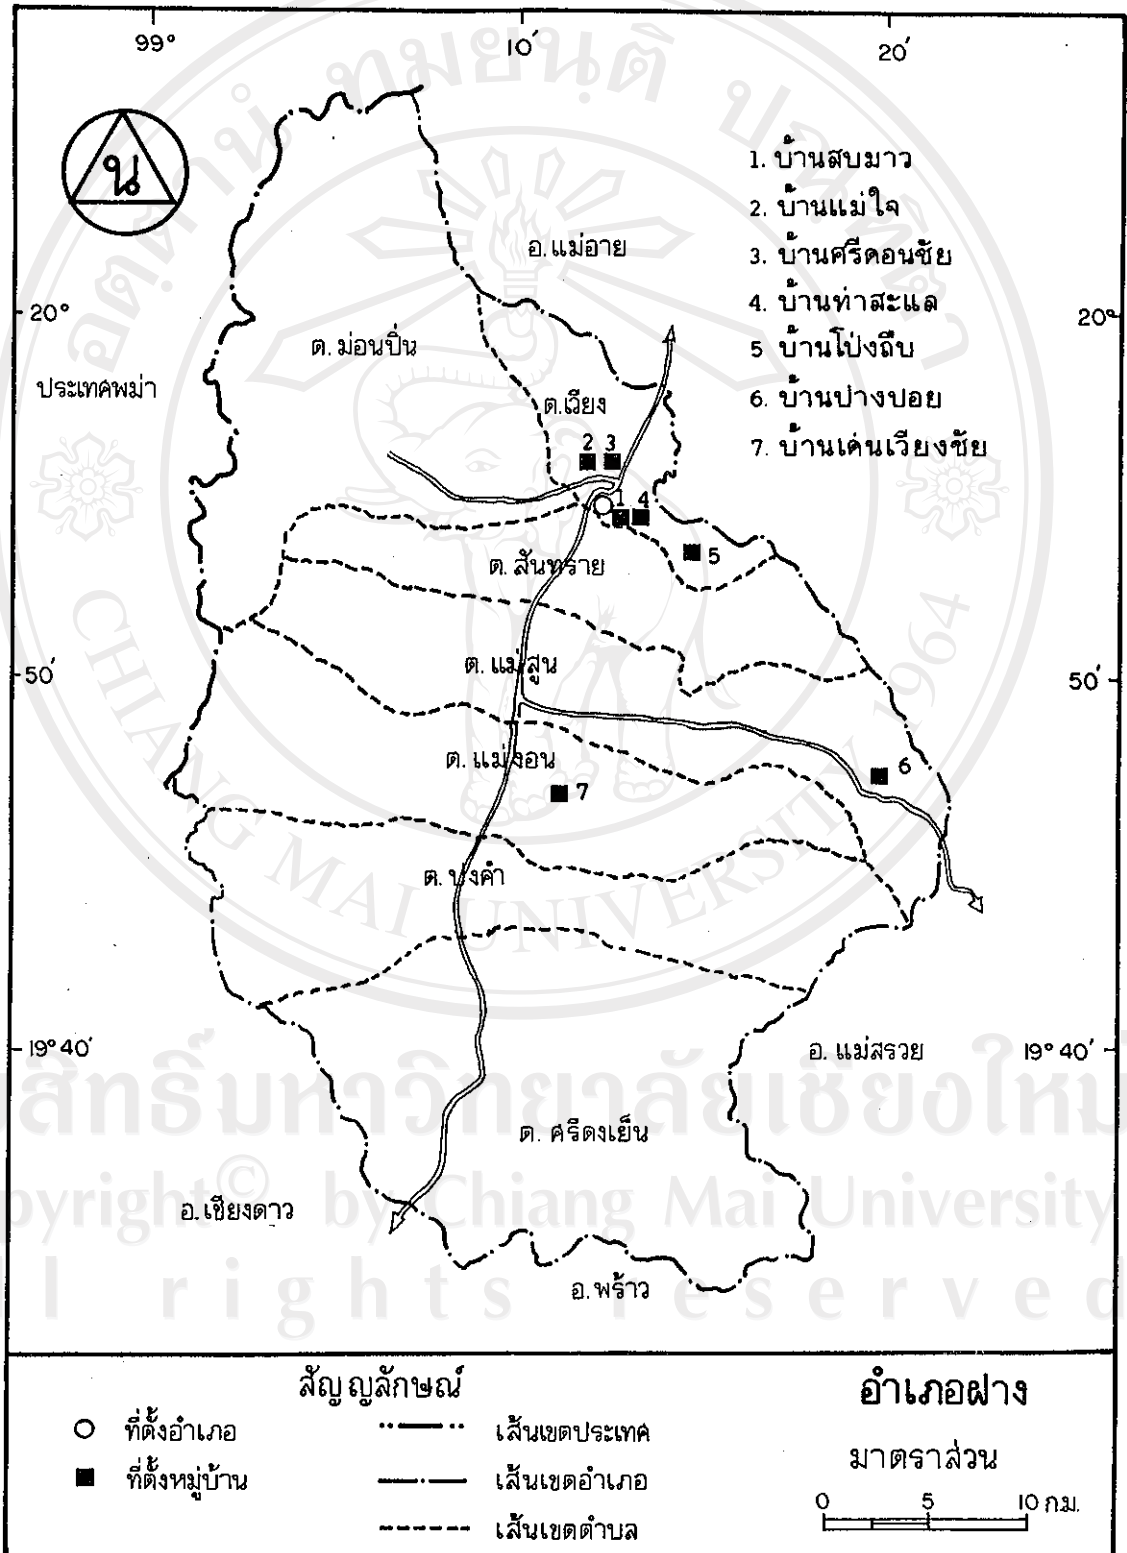 99° 10′ 20′
น
1. บ้านสบมาว
2. บ้านแม่ใจ
3. บ้านศรีดอนชัย
4. บ้านท่าสะแล
5 บ้านโป่งถืบ
6. บ้านปางปอย
7. บ้านเด่นเวียงชัย
อ.แม่อาย
20° 20°
ต. ม่อนปิ่น
ประเทศพม่า
ต.เวียง
2 3
1 4
5
ต. สันทราย
ต. แม่สูน
50′ 50′
ต. แม่งอน
6
7
ต. ปงคำ
19° 40′ 19° 40′
อ. แม่สรวย
ต. ศรีดงเย็น
อ.เชียงดาว
อ. พร้าว
สัญญลักษณ์
ที่ตั้งอำเภอ
ที่ตั้งหมู่บ้าน
เส้นเขตประเทศ
เส้นเขตอำเภอ
เส้นเขตตำบล
อำเภอฝาง
มาตราส่วน
0 5 10 กม.
CHIANG MAI UNIVERSITY 1964
สิทธิ์มหาวิทยาลัยเชียงใหม่
pyright© by Chiang Mai University
l rights reserved